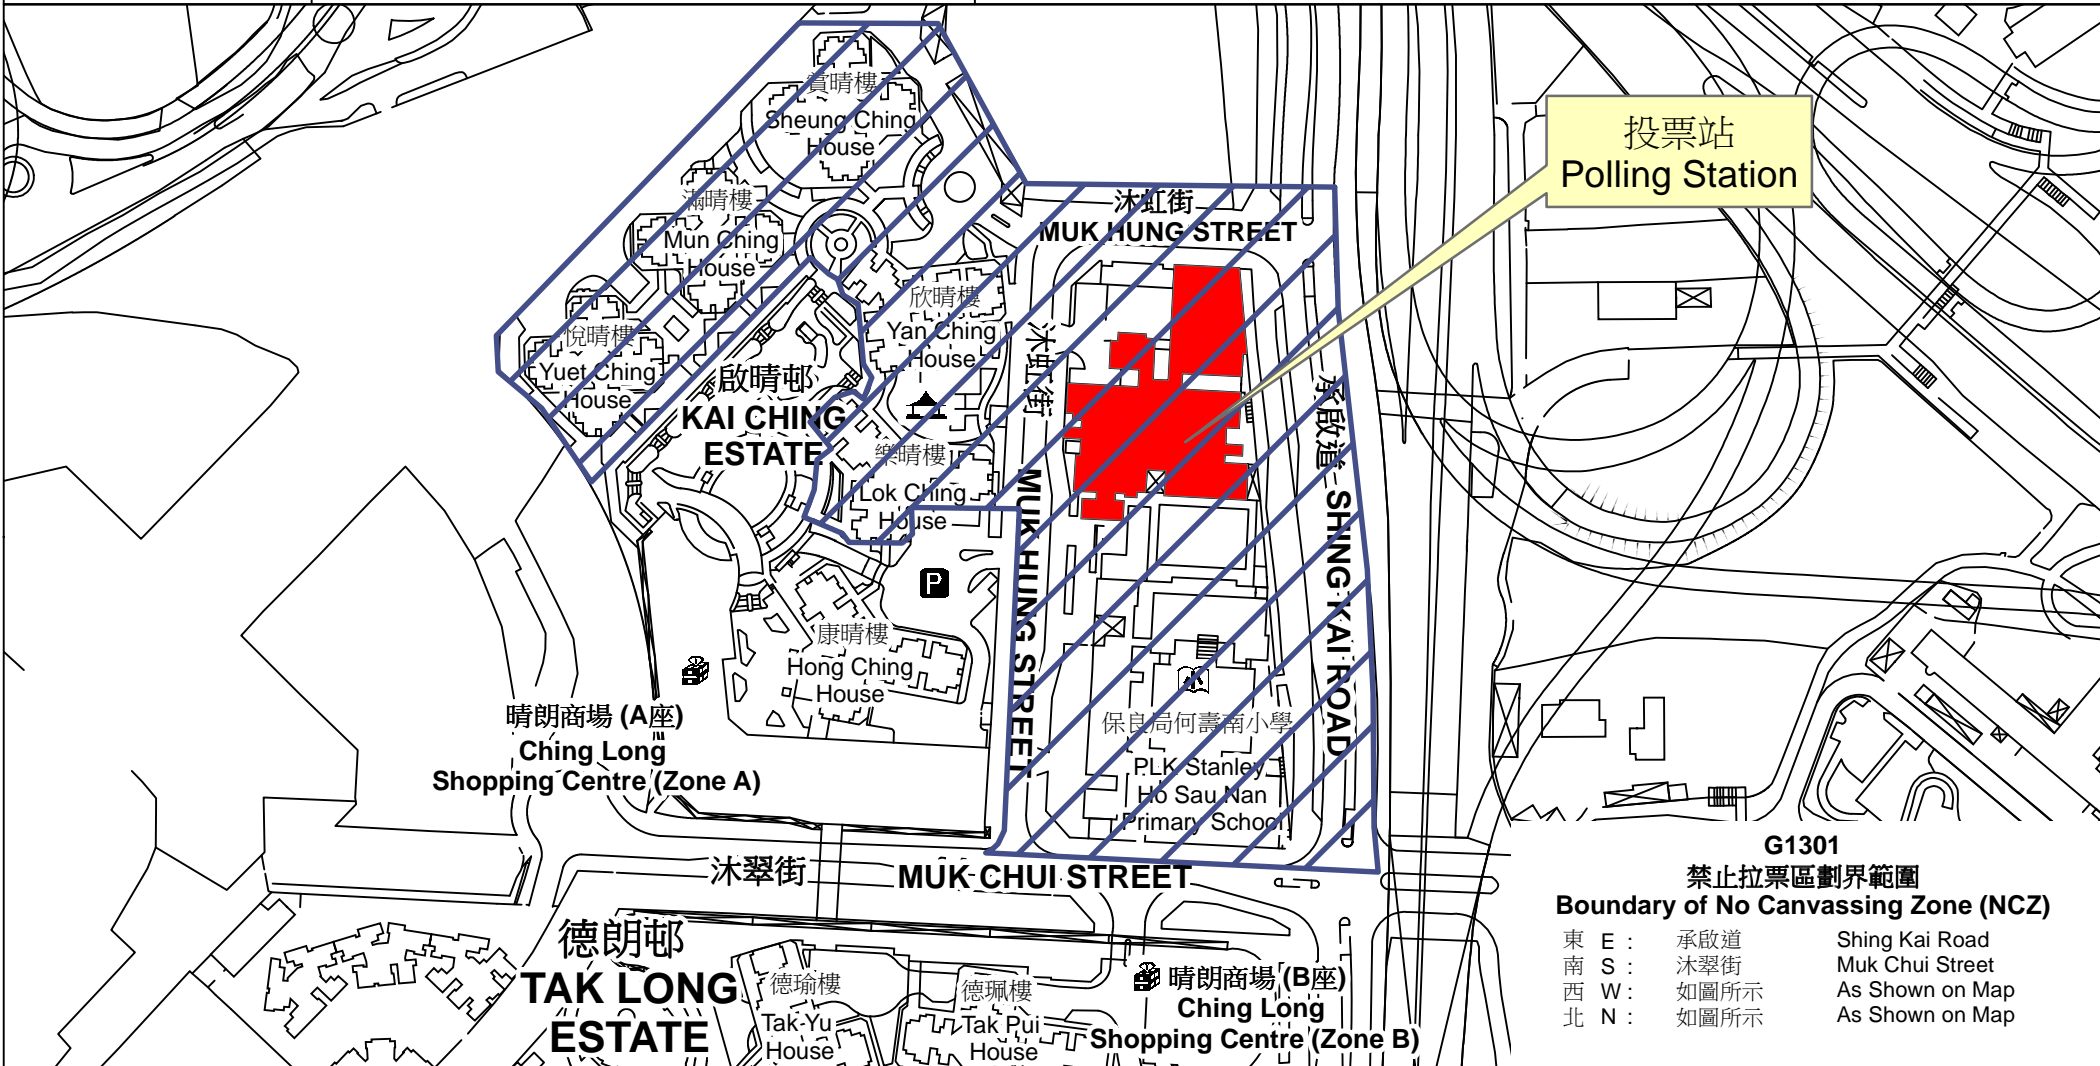 賞晴樓
Sheung Ching
House
滿晴樓
Mun Ching
House
悅晴樓
Yuet Ching
House
啟晴邨
KAI CHING
ESTATE
欣晴樓
Yan Ching
House
樂晴樓
Lok Ching
House
康晴樓
Hong Ching
House
P
沐虹街
MUK HUNG STREET
沐虹街
MUK HUNG STREET
承啟道
SHING KAI ROAD
投票站
Polling Station
保良局何壽南小學
PLK Stanley
Ho Sau Nan
Primary School
晴朗商場 (A座)
Ching Long
Shopping Centre (Zone A)
沐翠街
MUK CHUI STREET
德朗邨
TAK LONG
ESTATE
德瑜樓
Tak Yu
House
德珮樓
Tak Pui
House
晴朗商場 (B座)
Ching Long
Shopping Centre (Zone B)
G1301
禁止拉票區劃界範圍
Boundary of No Canvassing Zone (NCZ)
東 E : 承啟道 Shing Kai Road
南 S : 沐翠街 Muk Chui Street
西 W : 如圖所示 As Shown on Map
北 N : 如圖所示 As Shown on Map